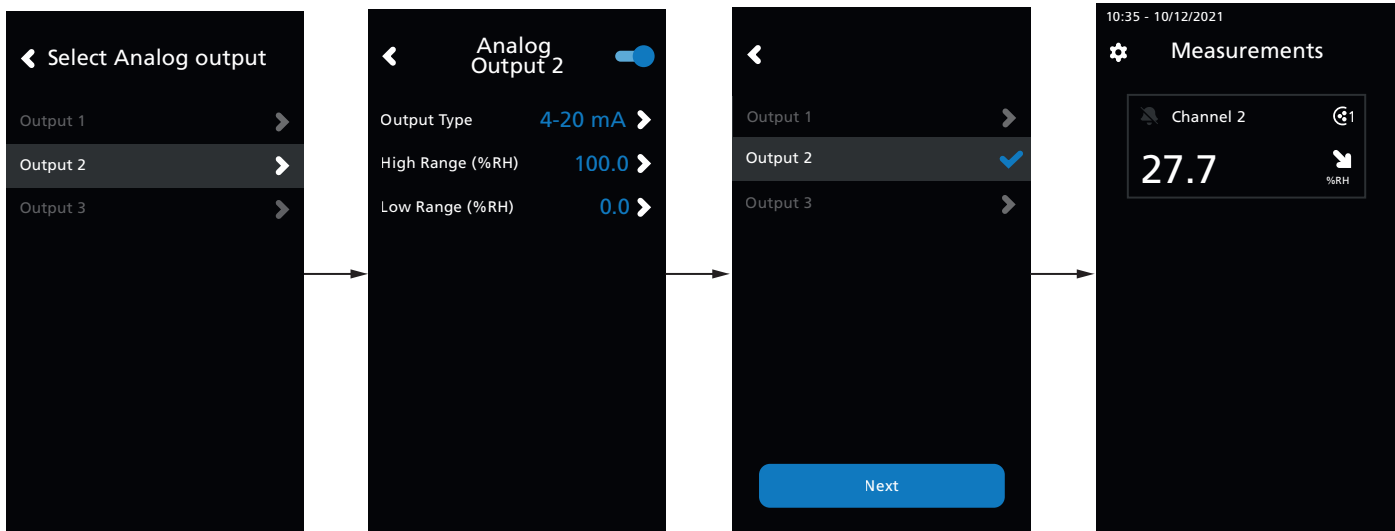 Select Analog output
Output 1
Output 2
Output 3
Analog
Output 2
Output Type 4-20 mA
High Range (%RH) 100.0
Low Range (%RH) 0.0
Output 1
Output 2
Output 3
Next
10:35 - 10/12/2021
Measurements
Channel 2 1
27.7 %RH